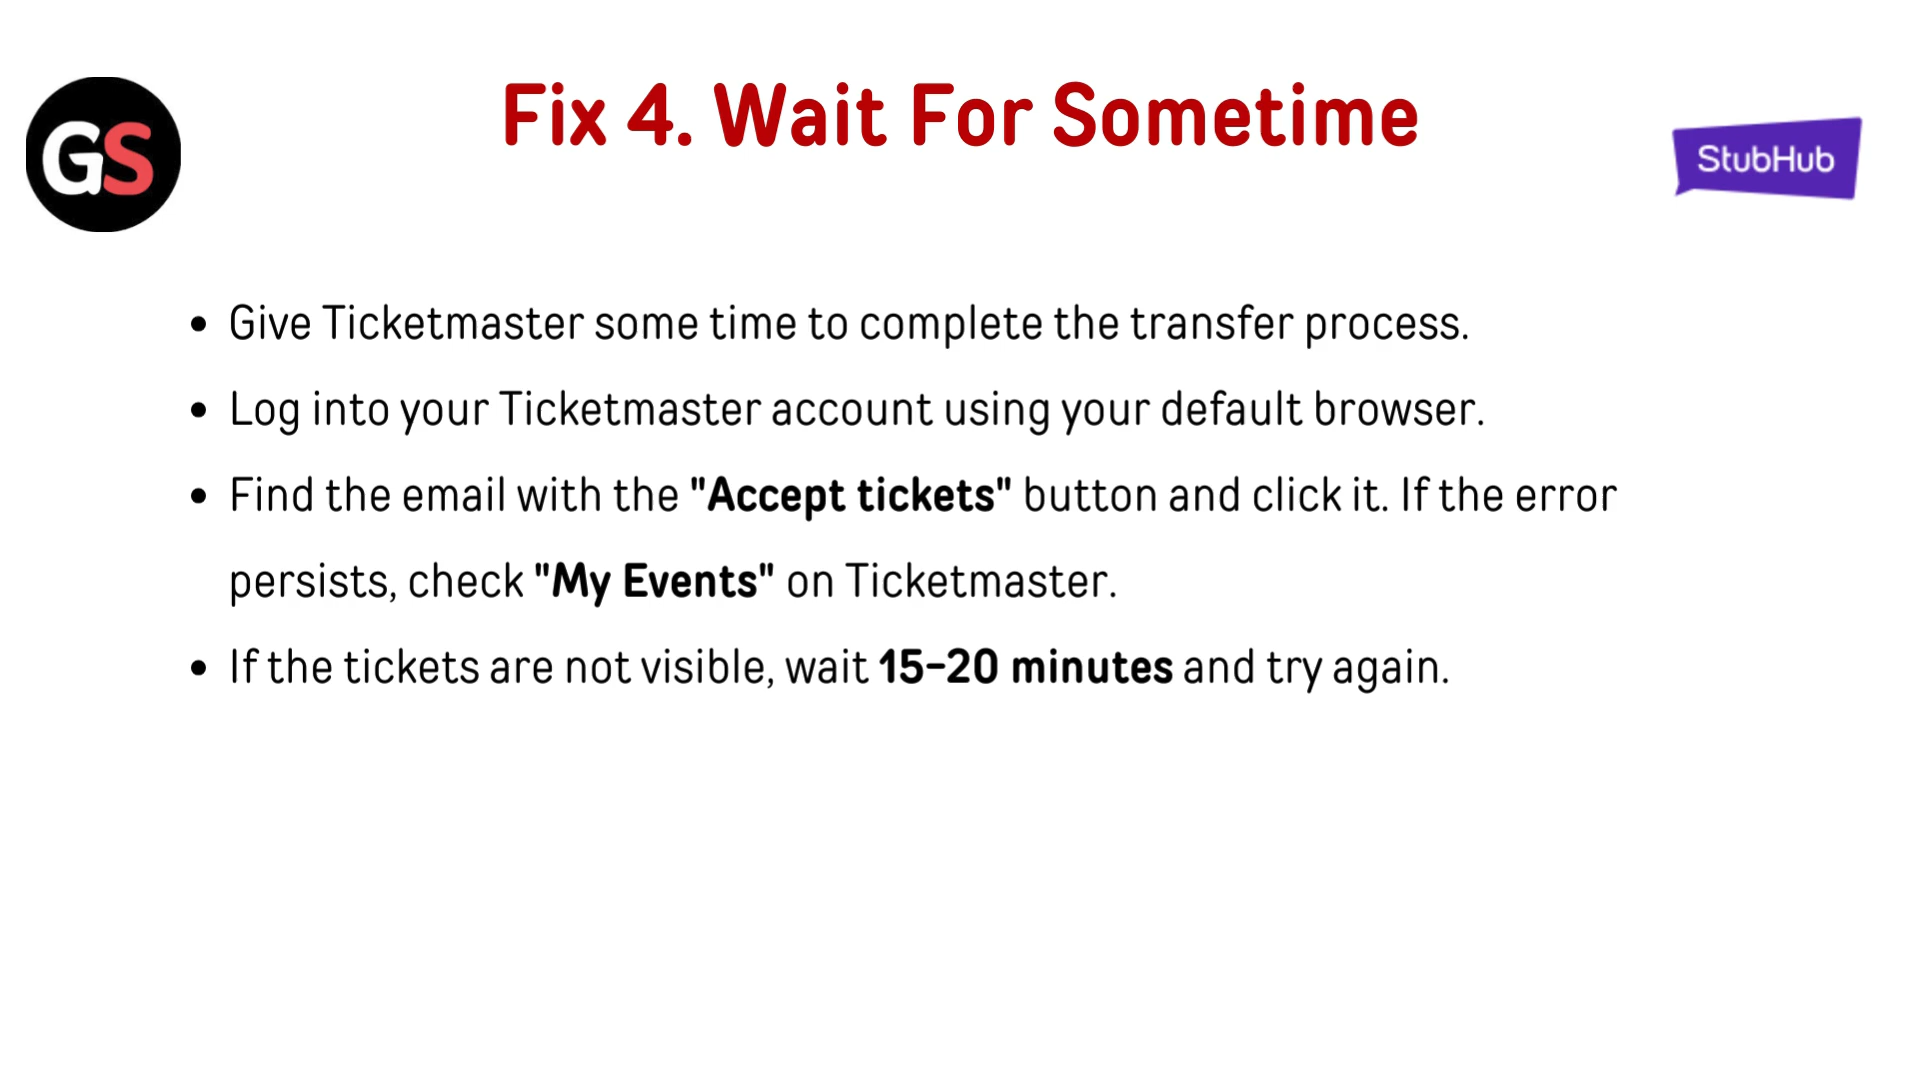 GS
Fix 4. Wait For Sometime
StubHub
• Give Ticketmaster some time to complete the transfer process.
• Log into your Ticketmaster account using your default browser.
• Find the email with the "Accept tickets" button and click it. If the error
persists, check "My Events" on Ticketmaster.
• If the tickets are not visible, wait 15–20 minutes and try again.